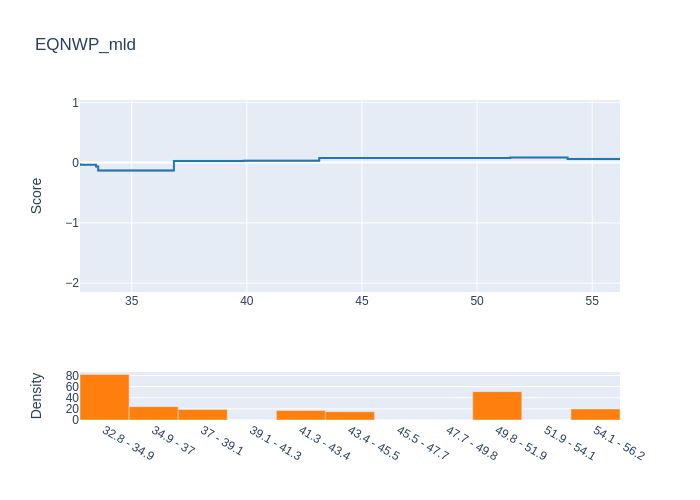 EQNWP_mld
Score
1
0
−1
−2
35 40 45 50 55
Density
80
60
40
20
0
32.8 - 34.9
34.9 - 37
37 - 39.1
39.1 - 41.3
41.3 - 43.4
43.4 - 45.5
45.5 - 47.7
47.7 - 49.8
49.8 - 51.9
51.9 - 54.1
54.1 - 56.2